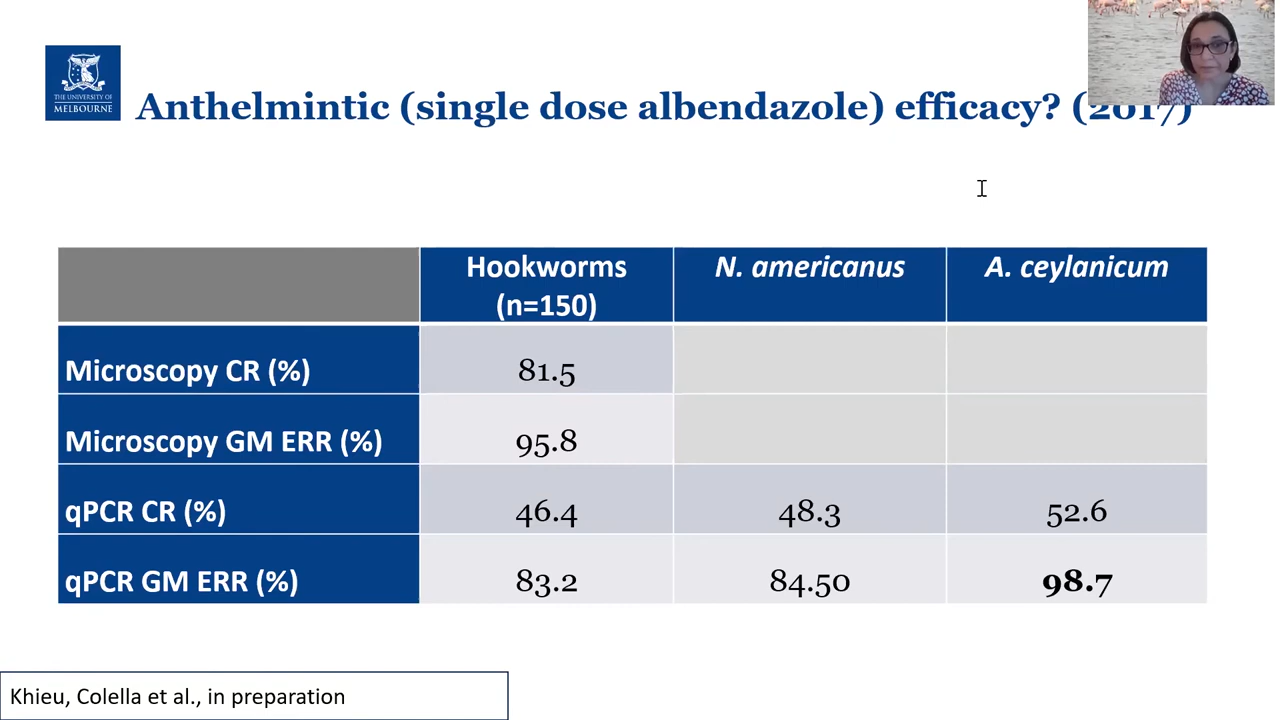 THE UNIVERSITY OF
MELBOURNE
Anthelmintic (single dose albendazole) efficacy? (2017)
Hookworms N. americanus A. ceylanicum
(n=150)
Microscopy CR (%) 81.5
Microscopy GM ERR (%) 95.8
qPCR CR (%) 46.4 48.3 52.6
qPCR GM ERR (%) 83.2 84.50 98.7
Khieu, Colella et al., in preparation